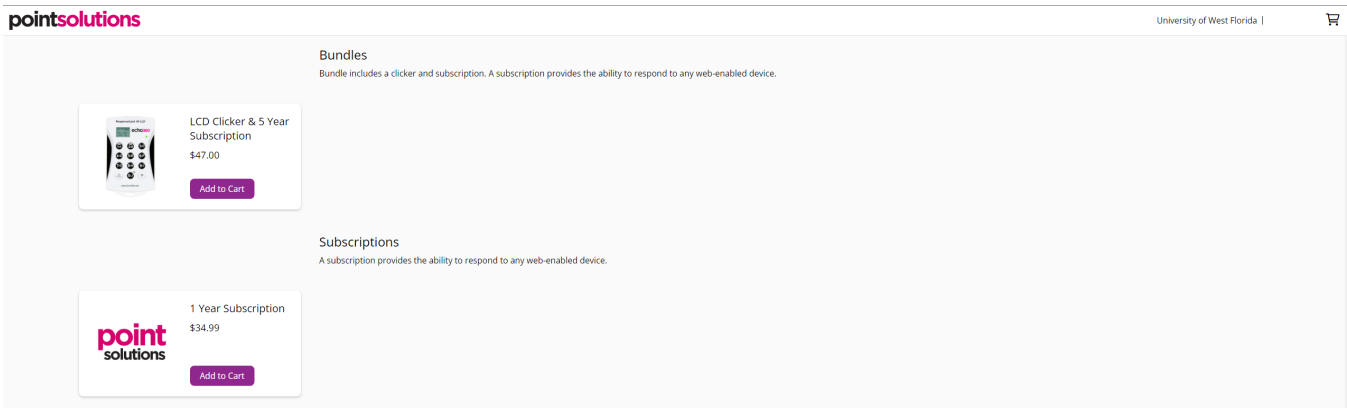 pointsolutions
University of West Florida |
Bundles
Bundle includes a clicker and subscription. A subscription provides the ability to respond to any web-enabled device.
LCD Clicker & 5 Year
Subscription
$47.00
Add to Cart
Subscriptions
A subscription provides the ability to respond to any web-enabled device.
1 Year Subscription
$34.99
point
solutions
Add to Cart